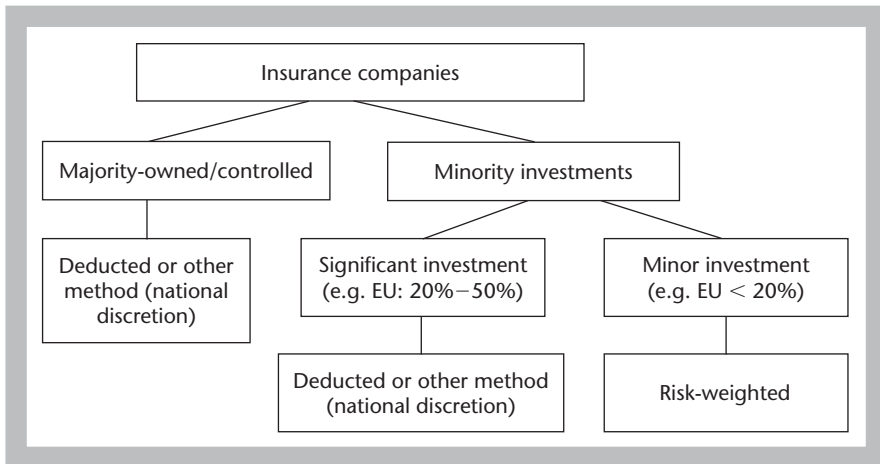 Insurance companies
Majority-owned/controlled
Minority investments
Deducted or other
method (national
discretion)
Significant investment
(e.g. EU: 20%−50%)
Minor investment
(e.g. EU < 20%)
Deducted or other method
(national discretion)
Risk-weighted